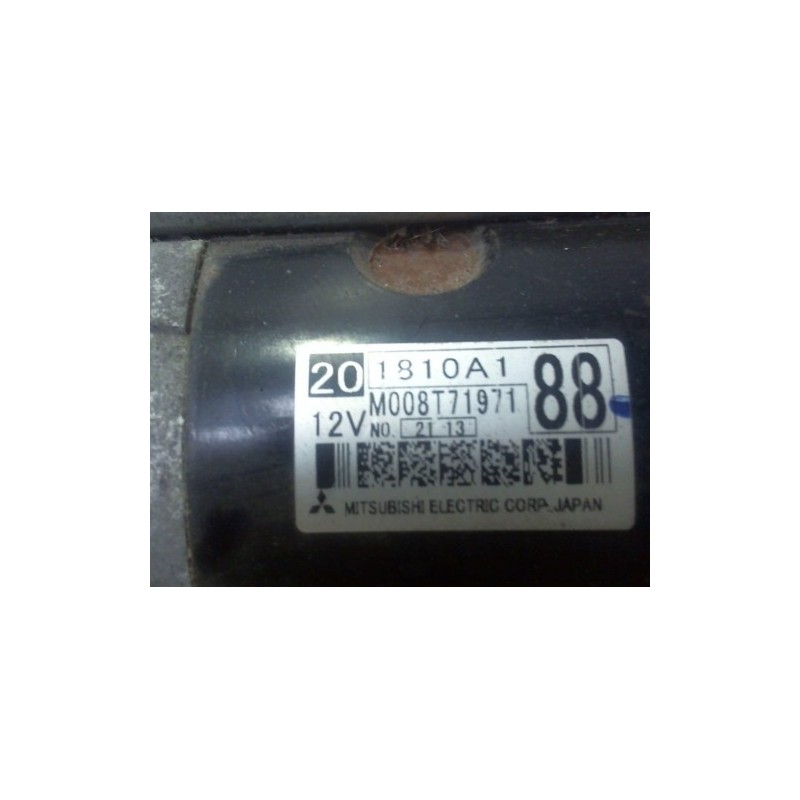 20 1810A1 88
M008T71971
12V NO. 21 13
MITSUBISHI ELECTRIC CORP. JAPAN